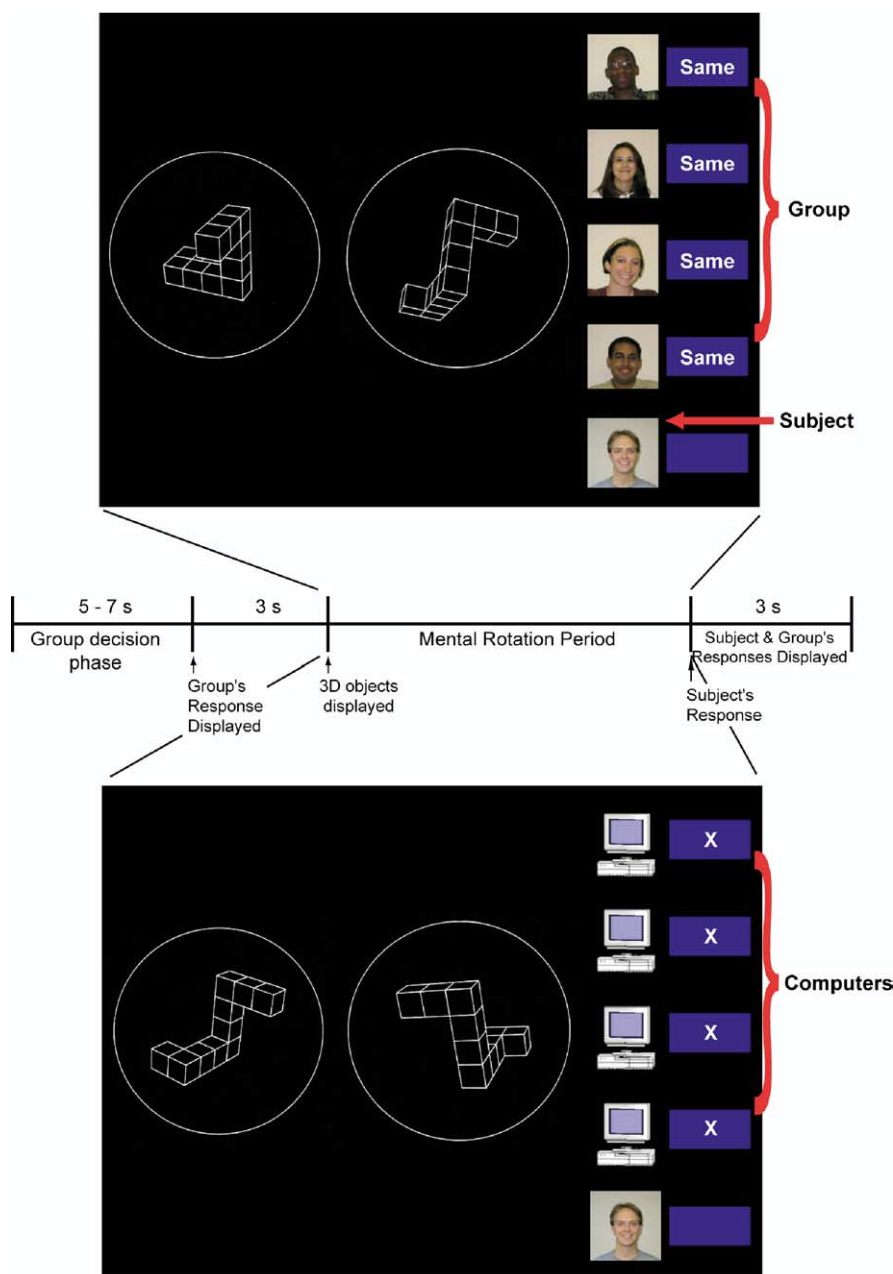 Same
Same
Group
Same
Same
Subject
5 - 7 s
3 s
3 s
Group decision
phase
Mental Rotation Period
Subject & Group's
Responses Displayed
Group's
Response
Displayed
3D objects
displayed
Subject's
Response
X
X
Computers
X
X